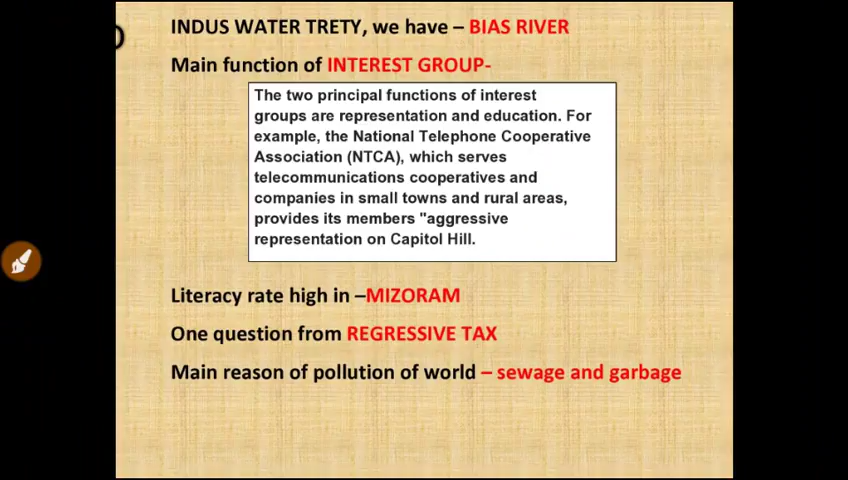 INDUS WATER TRETY, we have – BIAS RIVER
Main function of INTEREST GROUP-
The two principal functions of interest
groups are representation and education. For
example, the National Telephone Cooperative
Association (NTCA), which serves
telecommunications cooperatives and
companies in small towns and rural areas,
provides its members "aggressive
representation on Capitol Hill.
Literacy rate high in –MIZORAM
One question from REGRESSIVE TAX
Main reason of pollution of world – sewage and garbage